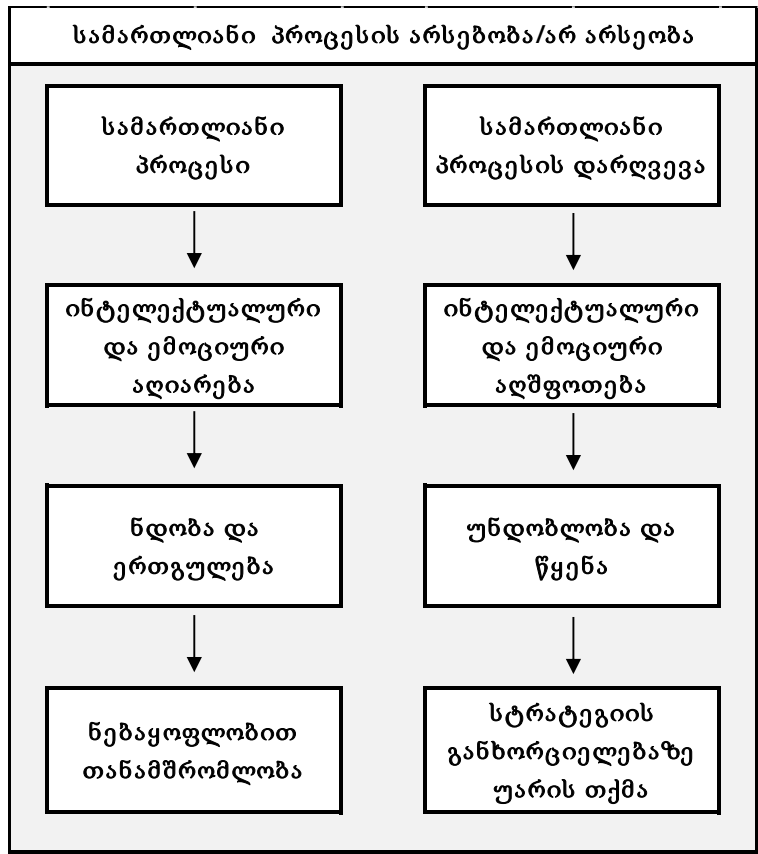 სამართლიანი პროცესის არსებობა/არ არსეობა
სამართლიანი
პროცესი
ინტელექტუალური
და ემოციური
აღიარება
ნდობა და
ერთგულება
ნებაყოფლობით
თანამშრომლობა
სამართლიანი
პროცესის დარღვევა
ინტელექტუალური
და ემოციური
აღშფოთება
უნდობლობა და
წყენა
სტრატეგიის
განხორციელებაზე
უარის თქმა